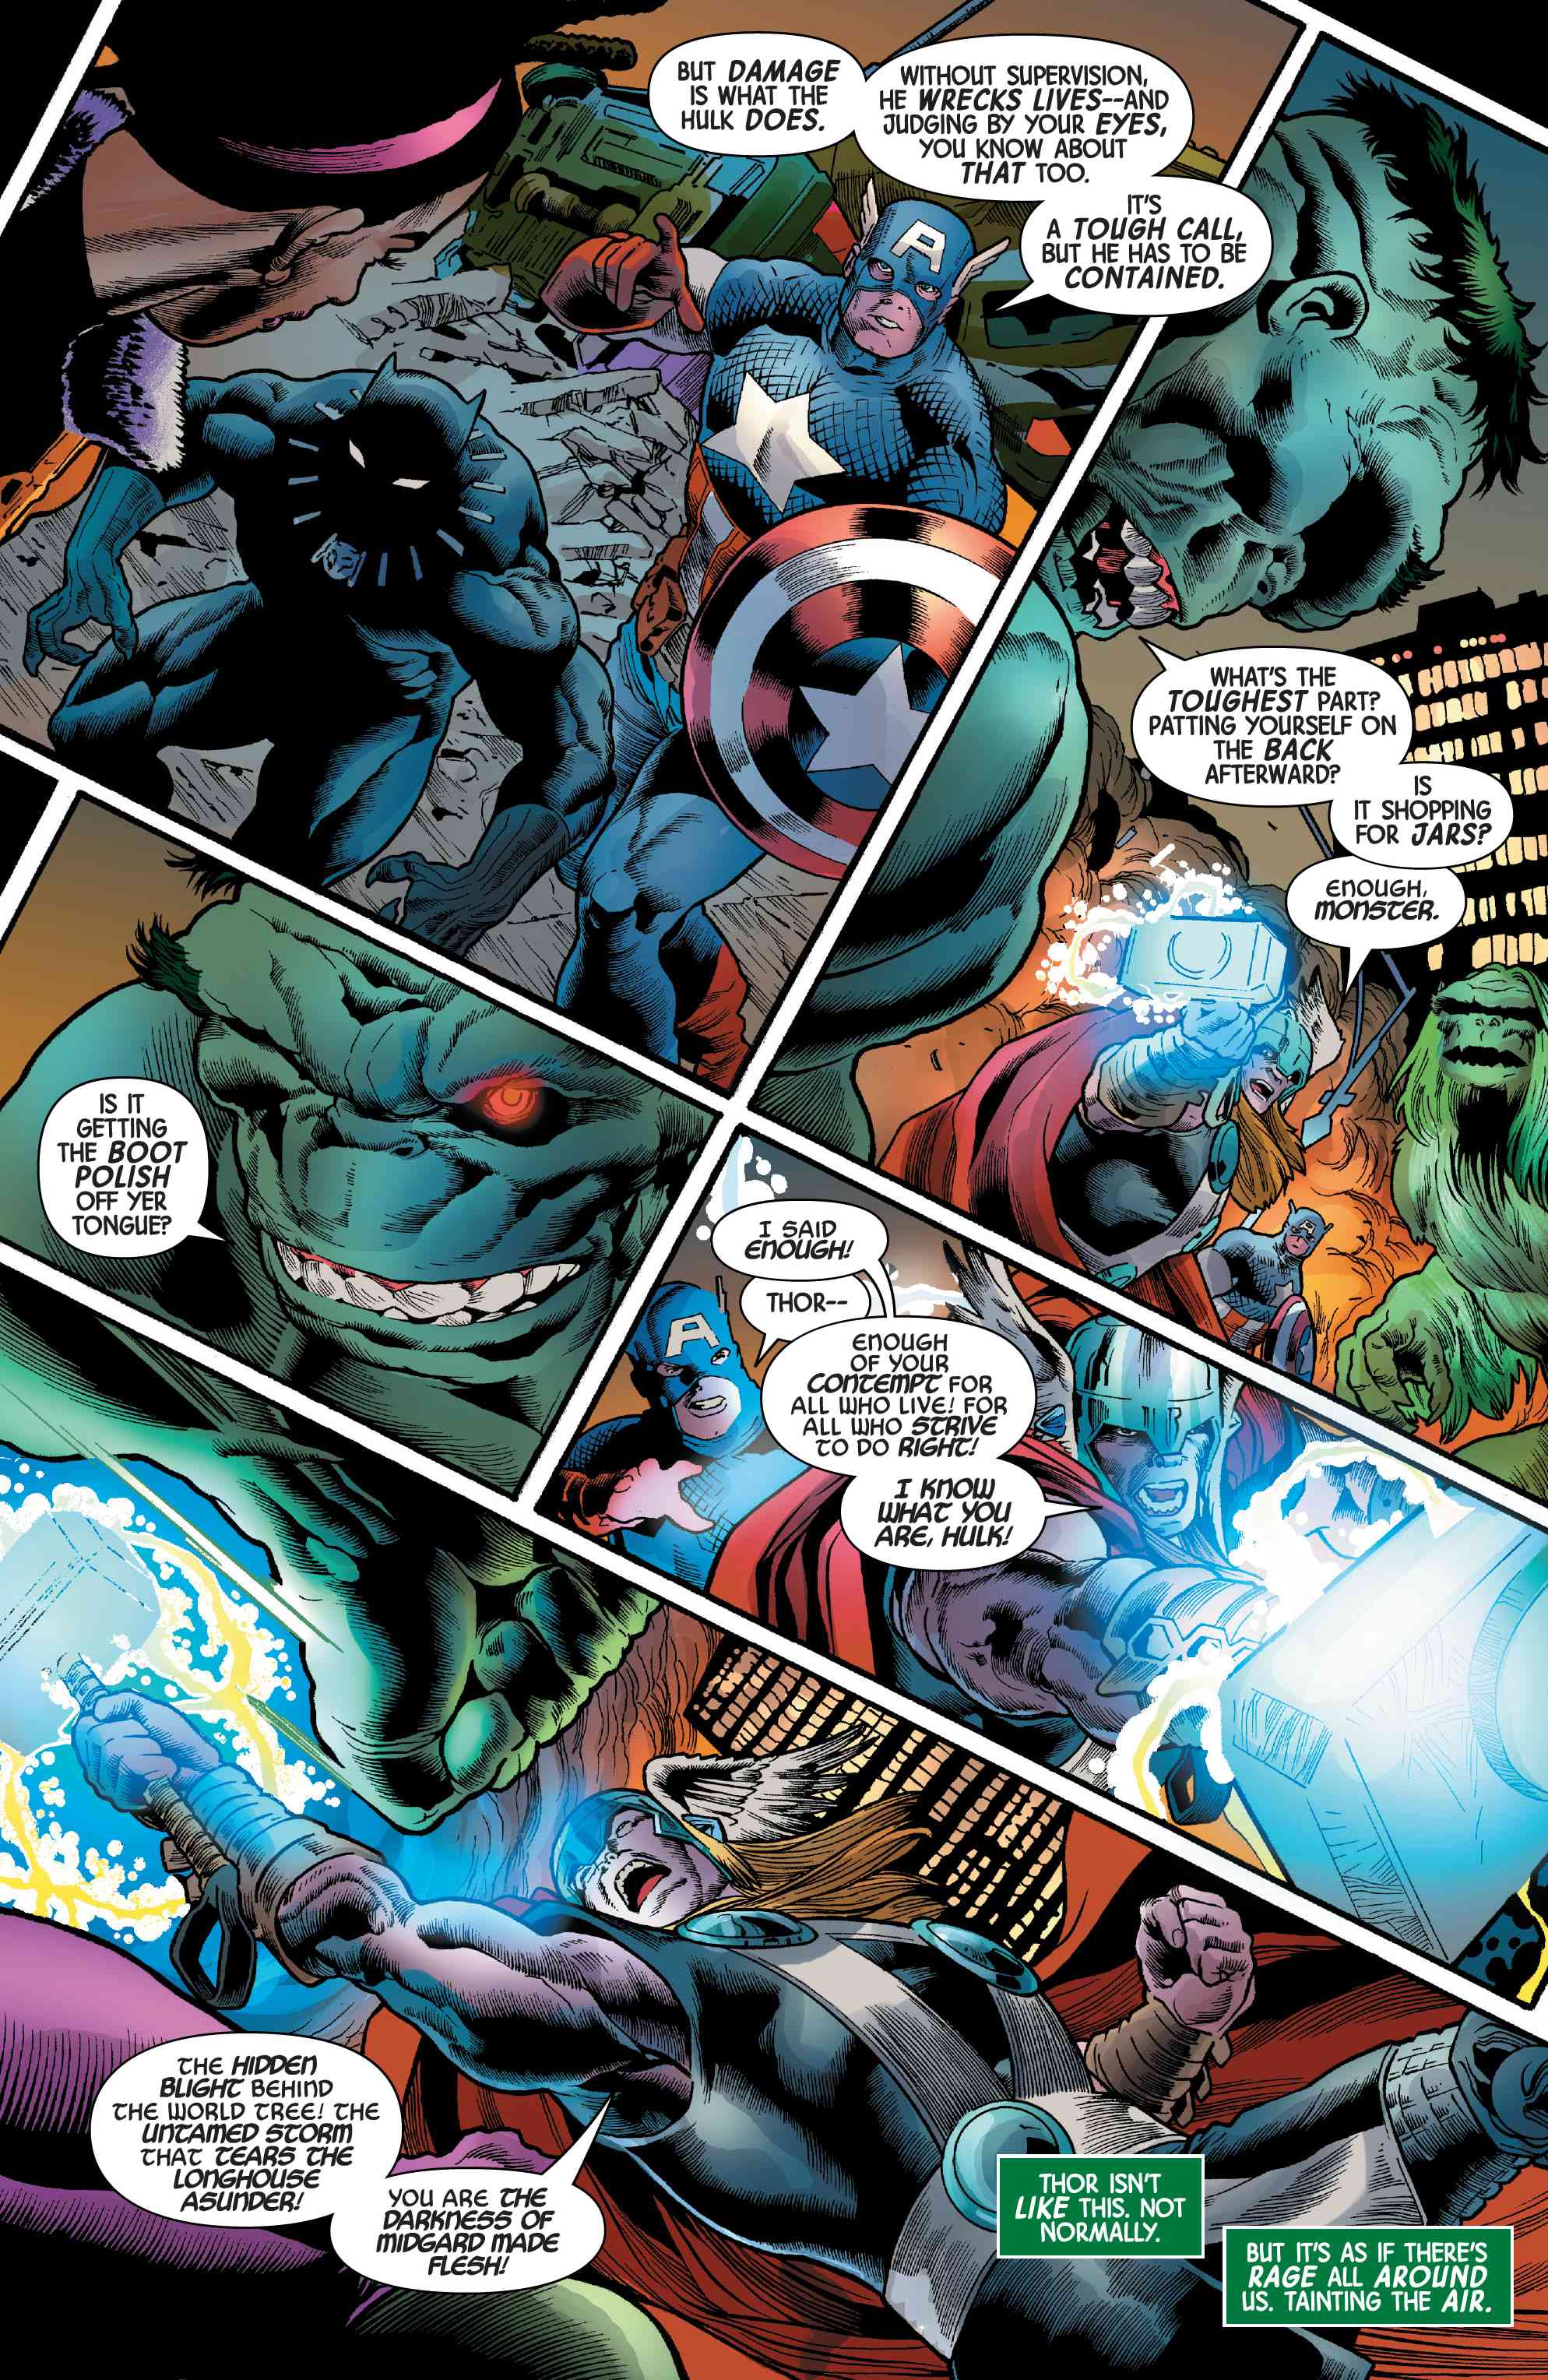 BUT DAMAGE
IS WHAT THE
HULK DOES.
WITHOUT SUPERVISION,
HE WRECKS LIVES--AND
JUDGING BY YOUR EYES,
YOU KNOW ABOUT
THAT TOO.
IT'S
A TOUGH CALL,
BUT HE HAS TO BE
CONTAINED.
A
WHAT'S THE
TOUGHEST PART?
PATTING YOURSELF ON
THE BACK
AFTERWARD?
IS
IT SHOPPING
FOR JARS?
ENOUGH,
MONSTER.
IS IT
GETTING
THE BOOT
POLISH
OFF YER
TONGUE?
I SAID
ENOUGH!
THOR--
A
ENOUGH
OF YOUR
CONTEMPT FOR
ALL WHO LIVE! FOR
ALL WHO STRIVE
TO DO RIGHT!
I KNOW
WHAT YOU
ARE, HULK!
THE HIDDEN
BLIGHT BEHIND
THE WORLD TREE! THE
UNTAMED STORM
THAT TEARS THE
LONGHOUSE
ASUNDER!
YOU ARE THE
DARKNESS OF
MIDGARD MADE
FLESH!
THOR ISN'T
LIKE THIS. NOT
NORMALLY.
BUT IT'S AS IF THERE'S
RAGE ALL AROUND
US. TAINTING THE AIR.